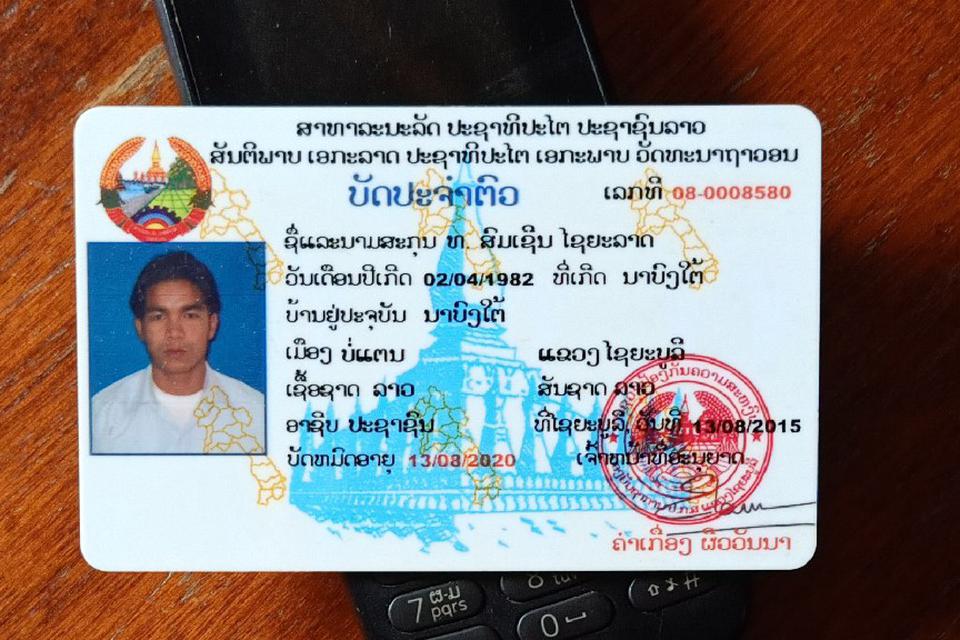 ສາທາລະນະລັດ ປະຊາທິປະໄຕ ປະຊາຊົນລາວ
ສັນຕິພາບ ເອກະລາດ ປະຊາທິປະໄຕ ເອກະພາບ ວັດທະນາຖາວອນ
ບັດປະຈຳຕົວ ເລກທີ 08-0008580
ຊື່ແລະນາມສະກຸນ ທ. ສົມເຊີນ ໄຊຍະລາດ
ວັນເດືອນປີເກີດ 02/04/1982 ທີ່ເກີດ ນາບົງໃຕ້
ບ້ານຢູ່ປະຈຸບັນ ນາບົງໃຕ້
ເມືອງ ບໍ່ແຕນ ແຂວງ ໄຊຍະບູລີ
ເຊື້ອຊາດ ລາວ ສັນຊາດ ລາວ
ອາຊີບ ປະຊາຊົນ ທີ່ໄຊຍະບູລີ, ວັນທີ 13/08/2015
ບັດຫມົດອາຍຸ 13/08/2020 ເຈົ້າຫນ້າທີ່ອະນຸຍາດ
ຄ່າເກື່ອງ ຜິວວັນນາ
7 ຜ-ມ pqrs
8
0
* #